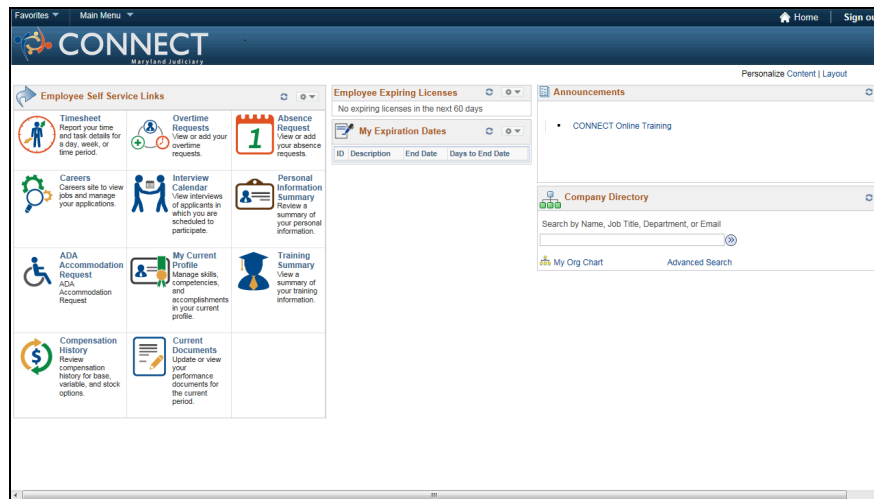 Favorites
Main Menu
Home
Sign ou
CONNECT
Maryland Judiciary
Personalize Content | Layout
Employee Self Service Links
Timesheet
Report your time
and task details for
a day, week, or
time period.
Overtime
Requests
View or add your
overtime
requests.
1
Absence
Request
View or add
your absence
requests.
Careers
Careers site to view
jobs and manage
your applications.
Interview
Calendar
View interviews
of applicants in
which you are
scheduled to
participate.
Personal
Information
Summary
Review a
summary of
your personal
information.
ADA
Accommodation
Request
ADA
Accommodation
Request
My Current
Profile
Manage skills,
competencies,
and
accomplishments
in your current
profile.
Training
Summary
View a
summary of
your training
information.
$
Compensation
History
Review
compensation
history for base,
variable, and stock
options.
Current
Documents
Update or view
your
performance
documents for
the current
period.
Employee Expiring Licenses
No expiring licenses in the next 60 days
My Expiration Dates
ID Description End Date Days to End Date
Announcements
• CONNECT Online Training
Company Directory
Search by Name, Job Title, Department, or Email
My Org Chart
Advanced Search